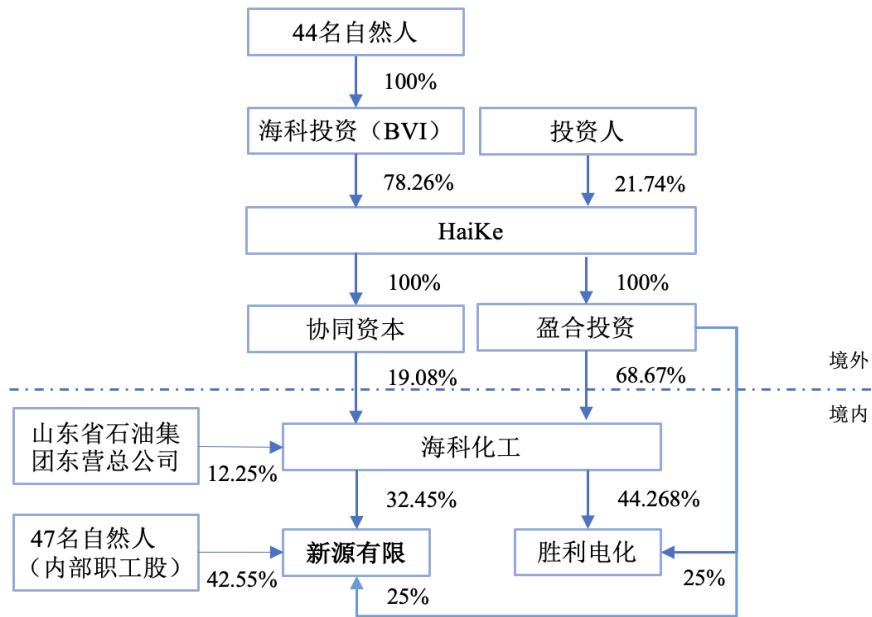 44名自然人
100%
海科投资（BVI）
投资人
78.26%
21.74%
HaiKe
100%
100%
协同资本
盈合投资
境外
19.08%
68.67%
境内
山东省石油集
团东营总公司
海科化工
12.25%
32.45%
44.268%
47名自然人
（内部职工股）
新源有限
胜利电化
42.55%
25%
25%